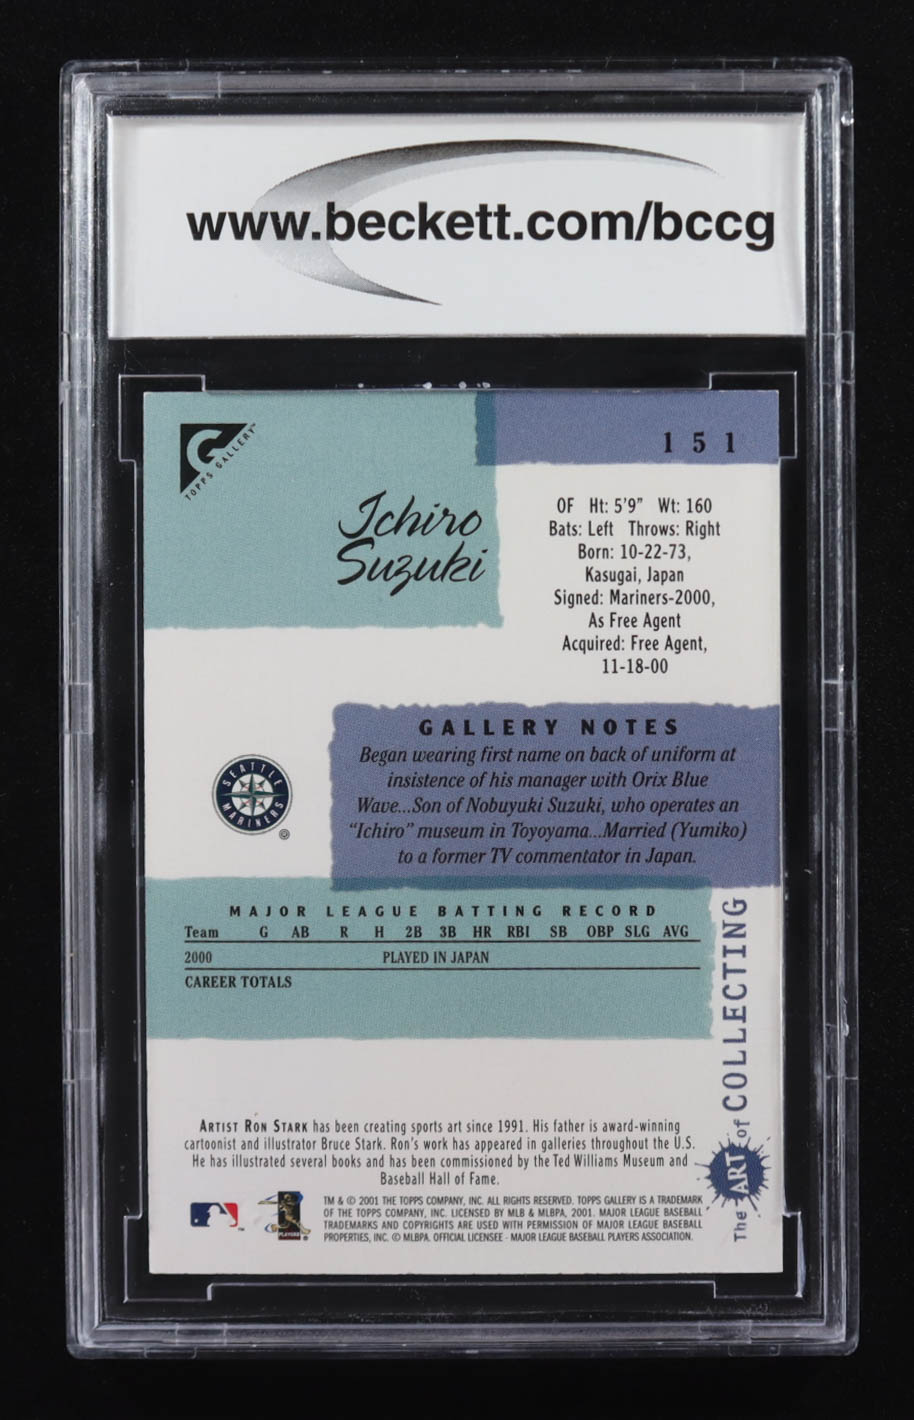 www.beckett.com/bccg
TOPPS GALLERY™
151
Ichiro
Suzuki
OF Ht: 5'9" Wt: 160
Bats: Left Throws: Right
Born: 10-22-73,
Kasugai, Japan
Signed: Mariners-2000,
As Free Agent
Acquired: Free Agent,
11-18-00
GALLERY NOTES
Began wearing first name on back of uniform at
insistence of his manager with Orix Blue
Wave...Son of Nobuyuki Suzuki, who operates an
"Ichiro" museum in Toyoyama...Married (Yumiko)
to a former TV commentator in Japan.
SEATTLE
MARINERS
®
MAJOR LEAGUE BATTING RECORD
Team G AB R H 2B 3B HR RBI SB OBP SLG AVG
2000 PLAYED IN JAPAN
CAREER TOTALS
The ART of COLLECTING
ARTIST RON STARK has been creating sports art since 1991. His father is award-winning
cartoonist and illustrator Bruce Stark. Ron's work has appeared in galleries throughout the U.S.
He has illustrated several books and has been commissioned by the Ted Williams Museum and
Baseball Hall of Fame.
PLAYERS
TM & © 2001 THE TOPPS COMPANY, INC. ALL RIGHTS RESERVED. TOPPS GALLERY IS A TRADEMARK
OF THE TOPPS COMPANY, INC. LICENSED BY MLB & MLBPA, 2001. MAJOR LEAGUE BASEBALL
TRADEMARKS AND COPYRIGHTS ARE USED WITH PERMISSION OF MAJOR LEAGUE BASEBALL
PROPERTIES, INC. © MLBPA. OFFICIAL LICENSEE - MAJOR LEAGUE BASEBALL PLAYERS ASSOCIATION.